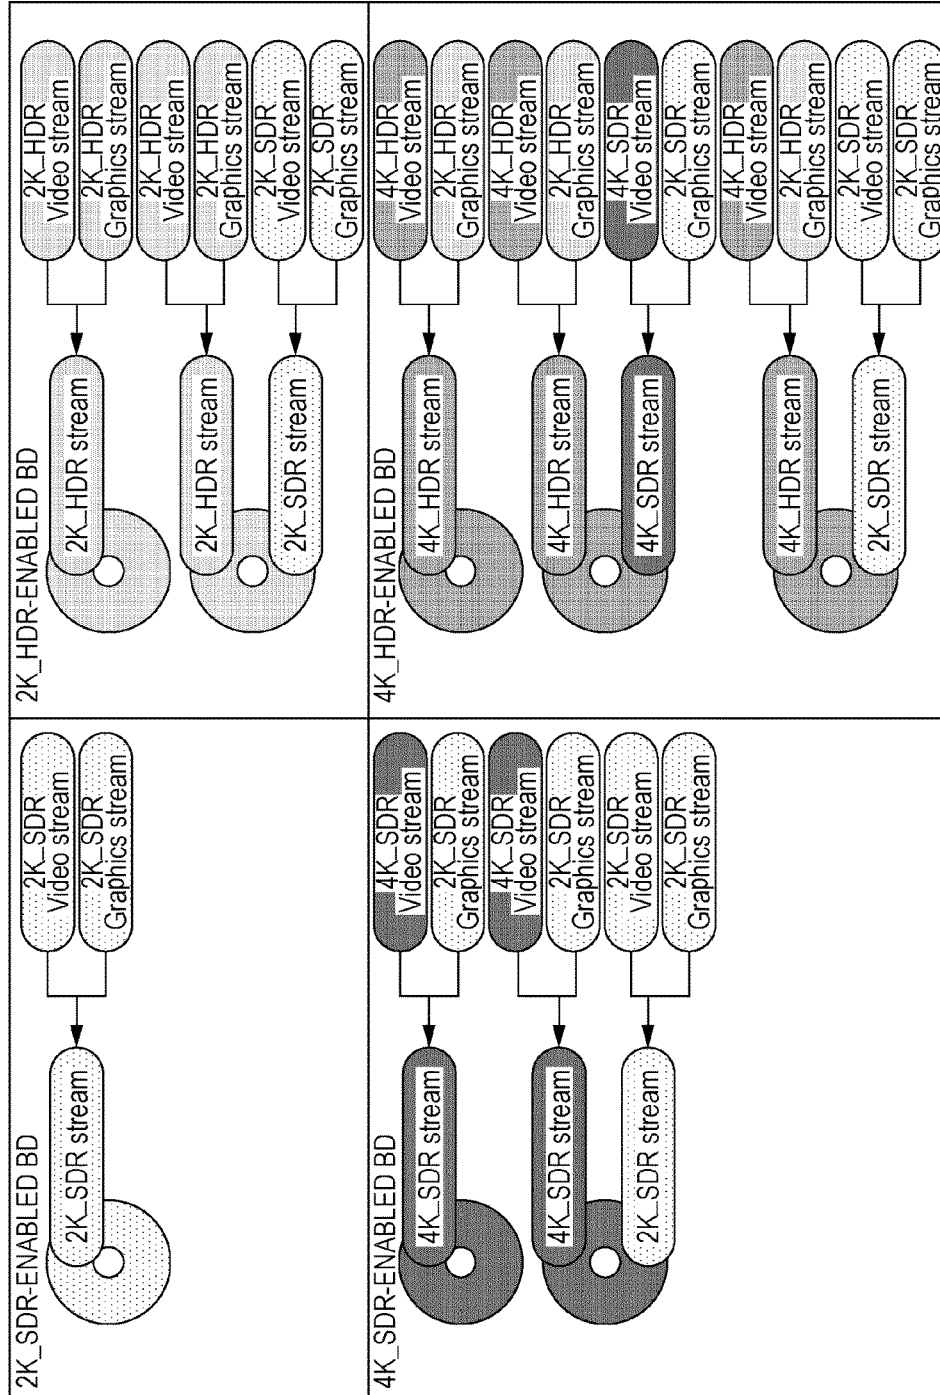 2K_SDR-ENABLED BD
2K_SDR stream
2K_SDR
Video stream
2K_SDR
Graphics stream
2K_HDR-ENABLED BD
2K_HDR stream
2K_HDR
Video stream
2K_HDR
Graphics stream
2K_HDR stream
2K_HDR
Video stream
2K_HDR
Graphics stream
2K_SDR stream
2K_SDR
Video stream
2K_SDR
Graphics stream
4K_SDR-ENABLED BD
4K_SDR stream
4K_SDR
Video stream
2K_SDR
Graphics stream
4K_SDR stream
4K_SDR
Video stream
2K_SDR
Graphics stream
2K_SDR stream
2K_SDR
Video stream
2K_SDR
Graphics stream
4K_HDR-ENABLED BD
4K_HDR stream
4K_HDR
Video stream
2K_HDR
Graphics stream
4K_HDR stream
4K_HDR
Video stream
2K_HDR
Graphics stream
4K_SDR stream
4K_SDR
Video stream
2K_SDR
Graphics stream
4K_HDR stream
4K_HDR
Video stream
2K_HDR
Graphics stream
2K_SDR stream
2K_SDR
Video stream
2K_SDR
Graphics stream